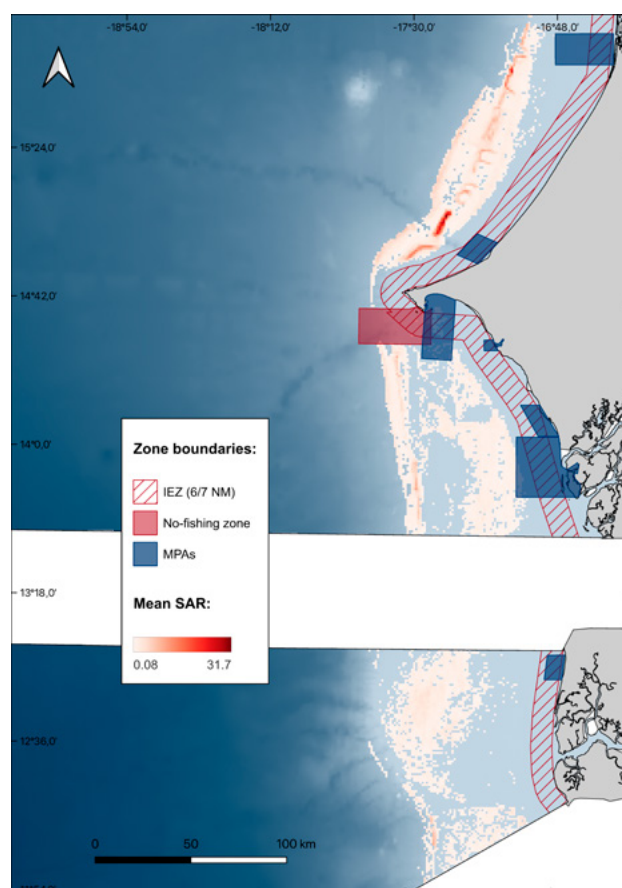 -18°54,0' -18°12,0' -17°30,0' -16°48,0'
15°24,0'
14°42,0'
14°0,0'
Zone boundaries:
IEZ (6/7 NM)
No-fishing zone
MPAs
13°18,0'
Mean SAR:
0.08 31.7
12°36,0'
0 50 100 km